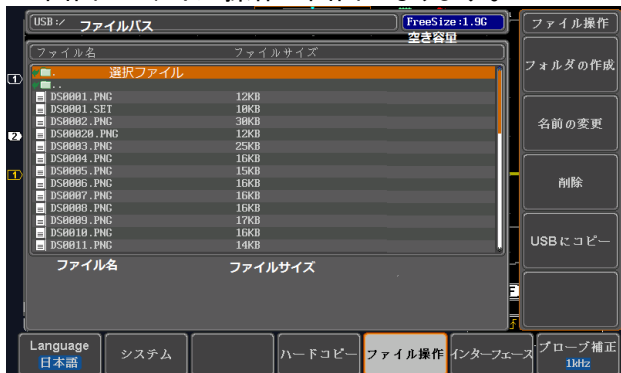 USB:/ ファイルパス
FreeSize:1.9G
空き容量
ファイル操作
ファイル名 ファイルサイズ
. 選択ファイル
..
DS0001.PNG 12KB
DS0001.SET 10KB
DS0002.PNG 30KB
DS00020.PNG 12KB
DS0003.PNG 25KB
DS0004.PNG 16KB
DS0005.PNG 15KB
DS0006.PNG 16KB
DS0007.PNG 16KB
DS0008.PNG 16KB
DS0009.PNG 17KB
DS0010.PNG 16KB
DS0011.PNG 14KB
ファイル名 ファイルサイズ
フォルダの作成
名前の変更
削除
USBにコピー
1
2
1
Language
日本語
システム
ハードコピー
ファイル操作
インターフェース
プローブ補正
1kHz